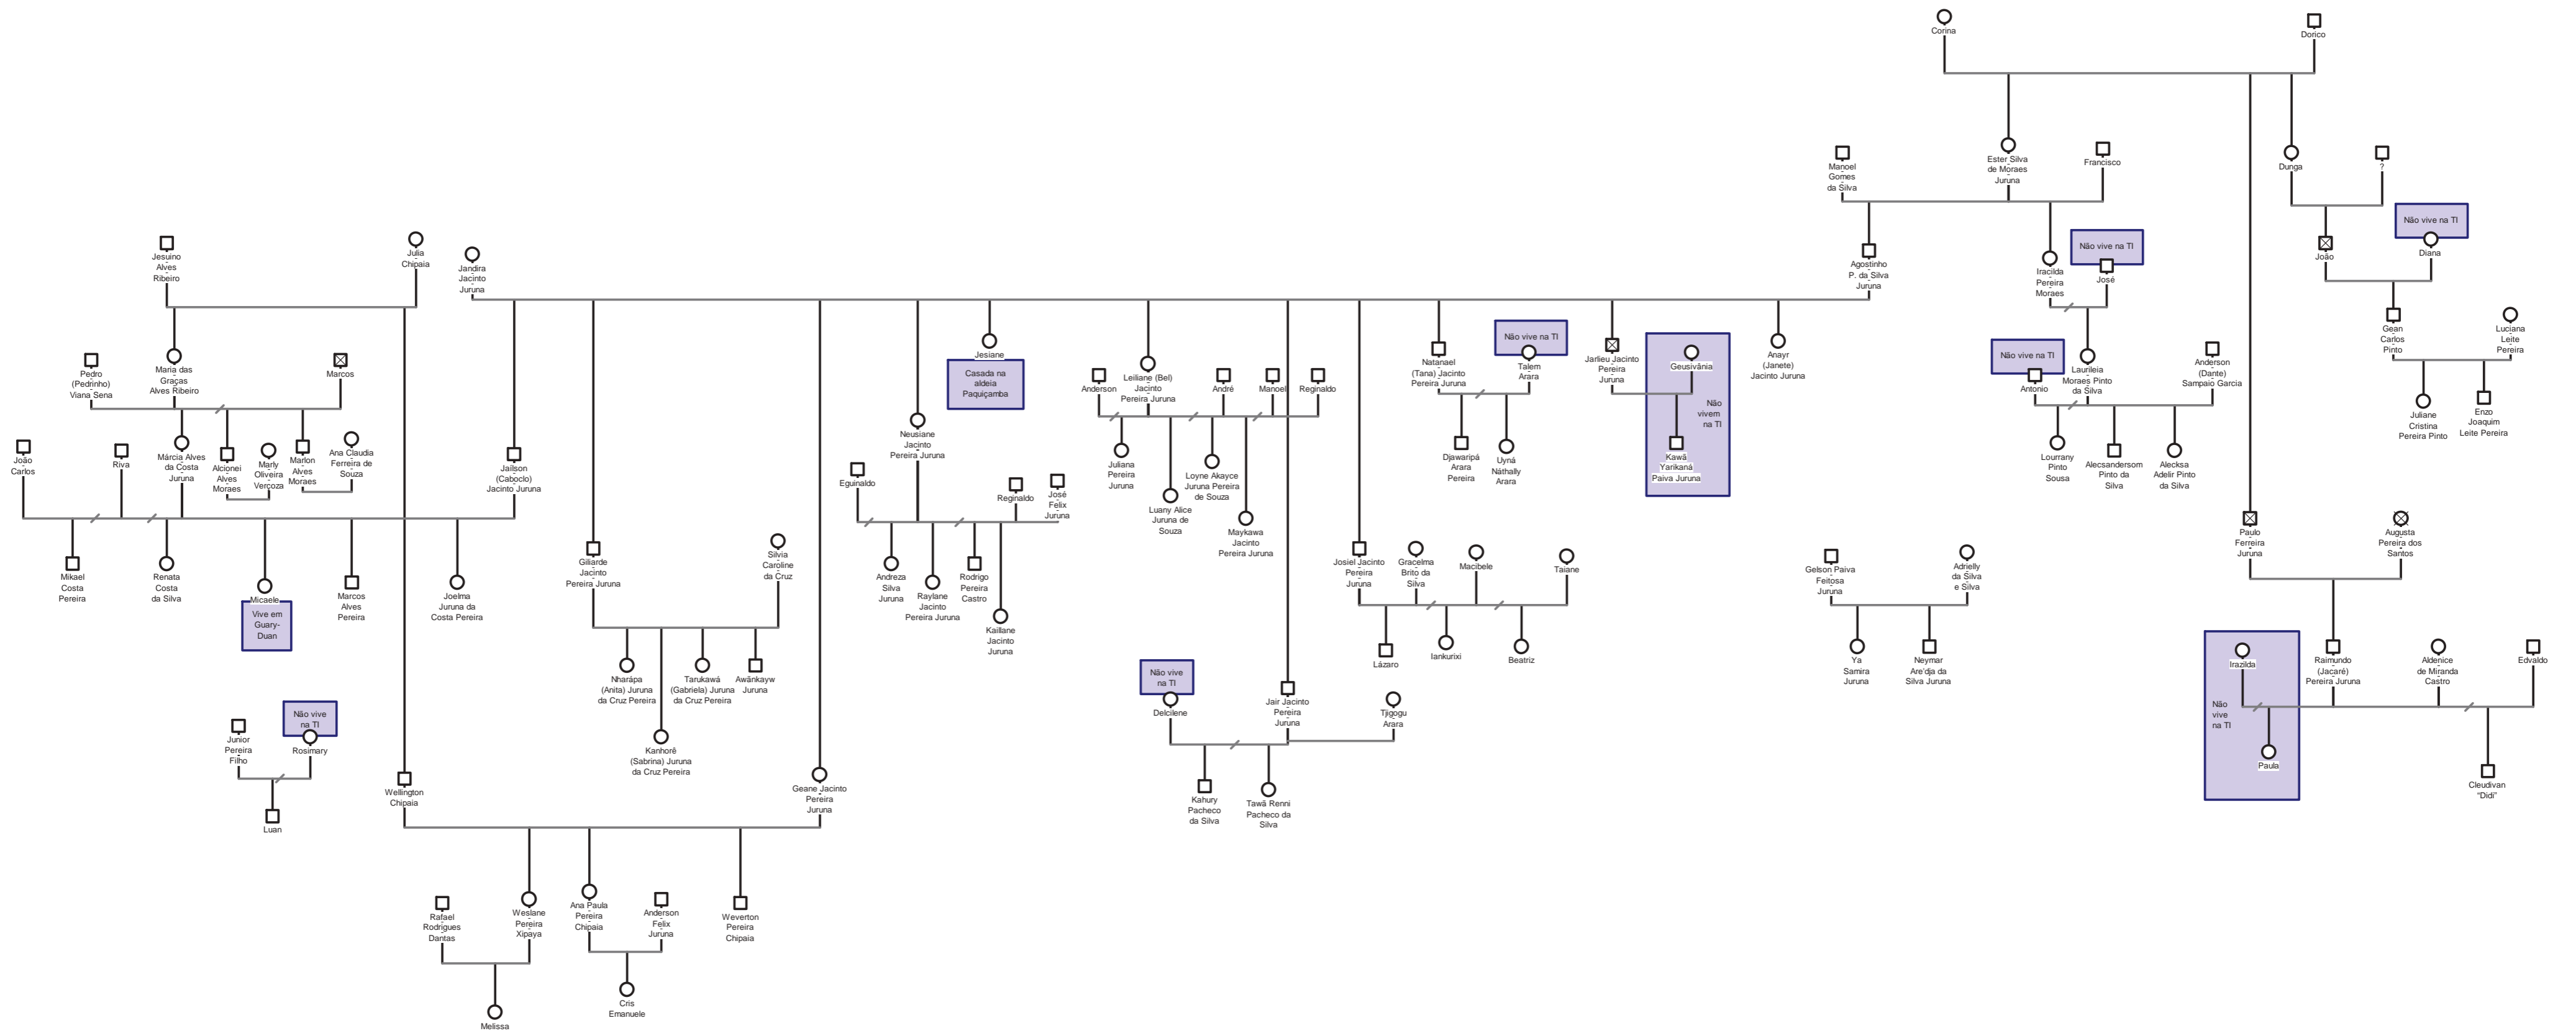 Corina
Dorico
Manoel
Gomes
da Silva
Ester Silva
de Moraes
Juruna
Francisco
Dunga
?
Não vive na TI
Diana
João
Jesuino
Alves
Ribeiro
Julia
Chipaia
Jandira
Jacinto
Juruna
Agostinho
P. da Silva
Juruna
Iracilda
Pereira
Moraes
Não vive na TI
José
Gean
Carlos
Pinto
Luciana
Leite
Pereira
Pedro
(Pedrinho)
Viana Sena
Maria das
Graças
Alves Ribeiro
Marcos
Jesiane
Casada na
aldeia
Paquiçamba
Anderson
Leiliane (Bel)
Jacinto
Pereira Juruna
André
Manoel
Reginaldo
Natanael
(Tana) Jacinto
Pereira Juruna
Não vive na TI
Talem
Arara
Jarlieu Jacinto
Pereira
Juruna
Geusivânia
Não
vivem
na TI
Kawã
Yarikaná
Paiva Juruna
Anayr
(Janete)
Jacinto Juruna
Não vive na TI
Antonio
Laurileia
Moraes Pinto
da Silva
Anderson
(Dante)
Sampaio Garcia
Juliane
Cristina
Pereira Pinto
Enzo
Joaquim
Leite Pereira
João
Carlos
Riva
Márcia Alves
da Costa
Juruna
Alcionei
Alves
Moraes
Marly
Oliveira
Verçoza
Marlon
Alves
Moraes
Ana Claudia
Ferreira de
Souza
Jaílson
(Caboclo)
Jacinto Juruna
Neusiane
Jacinto
Pereira Juruna
Eguinaldo
Reginaldo
José
Felix
Juruna
Juliana
Pereira
Juruna
Luany Alice
Juruna de
Souza
Loyne Akayce
Juruna Pereira
de Souza
Maykawa
Jacinto
Pereira Juruna
Djawaripá
Arara
Pereira
Uyná
Náthally
Arara
Lourrany
Pinto
Sousa
Alecsandersom
Pinto da
Silva
Alecksa
Adelir Pinto
da Silva
Mikael
Costa
Pereira
Renata
Costa
da Silva
Micaele
Vive em
Guary-
Duan
Marcos
Alves
Pereira
Joelma
Juruna da
Costa Pereira
Giliarde
Jacinto
Pereira Juruna
Silvia
Caroline
da Cruz
Andreza
Silva
Juruna
Raylane
Jacinto
Pereira Juruna
Rodrigo
Pereira
Castro
Kaillane
Jacinto
Juruna
Josiel Jacinto
Pereira
Juruna
Gracelma
Brito da
Silva
Macibele
Taiane
Gelson Paiva
Feitosa
Juruna
Adrielly
da Silva
e Silva
Paulo
Ferreira
Juruna
Augusta
Pereira dos
Santos
Nharápa
(Anita) Juruna
da Cruz Pereira
Kanhorê
(Sabrina) Juruna
da Cruz Pereira
Tarukawá
(Gabriela) Juruna
da Cruz Pereira
Awãnkayw
Juruna
Lázaro
Iankurixi
Beatriz
Ya
Samira
Juruna
Neymar
Are'dja da
Silva Juruna
Irazilda
Não
vive
na TI
Paula
Raimundo
(Jacaré)
Pereira Juruna
Aldenice
de Miranda
Castro
Edvaldo
Cleudivan
“Didi”
Junior
Pereira
Filho
Não vive
na TI
Rosimary
Luan
Wellington
Chipaia
Geane Jacinto
Pereira
Juruna
Não vive
na TI
Delcilene
Jair Jacinto
Pereira
Juruna
Tjigogu
Arara
Kahury
Pacheco
da Silva
Tawã Renni
Pacheco da
Silva
Rafael
Rodrigues
Dantas
Weslane
Pereira
Xipaya
Ana Paula
Pereira
Chipaia
Anderson
Felix
Juruna
Weverton
Pereira
Chipaia
Melissa
Cris
Emanuele